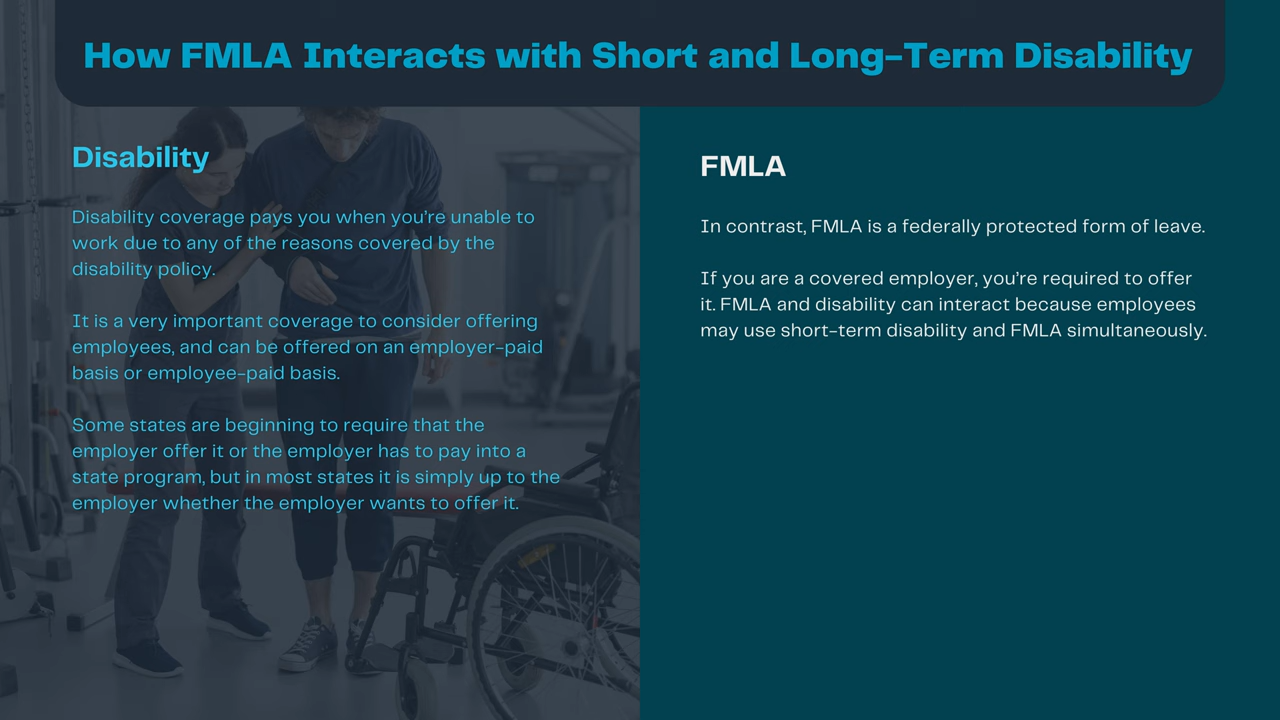 How FMLA Interacts with Short and Long-Term Disability
Disability
Disability coverage pays you when you’re unable to
work due to any of the reasons covered by the
disability policy.
It is a very important coverage to consider offering
employees, and can be offered on an employer-paid
basis or employee-paid basis.
Some states are beginning to require that the
employer offer it or the employer has to pay into a
state program, but in most states it is simply up to the
employer whether the employer wants to offer it.
FMLA
In contrast, FMLA is a federally protected form of leave.
If you are a covered employer, you’re required to offer
it. FMLA and disability can interact because employees
may use short-term disability and FMLA simultaneously.